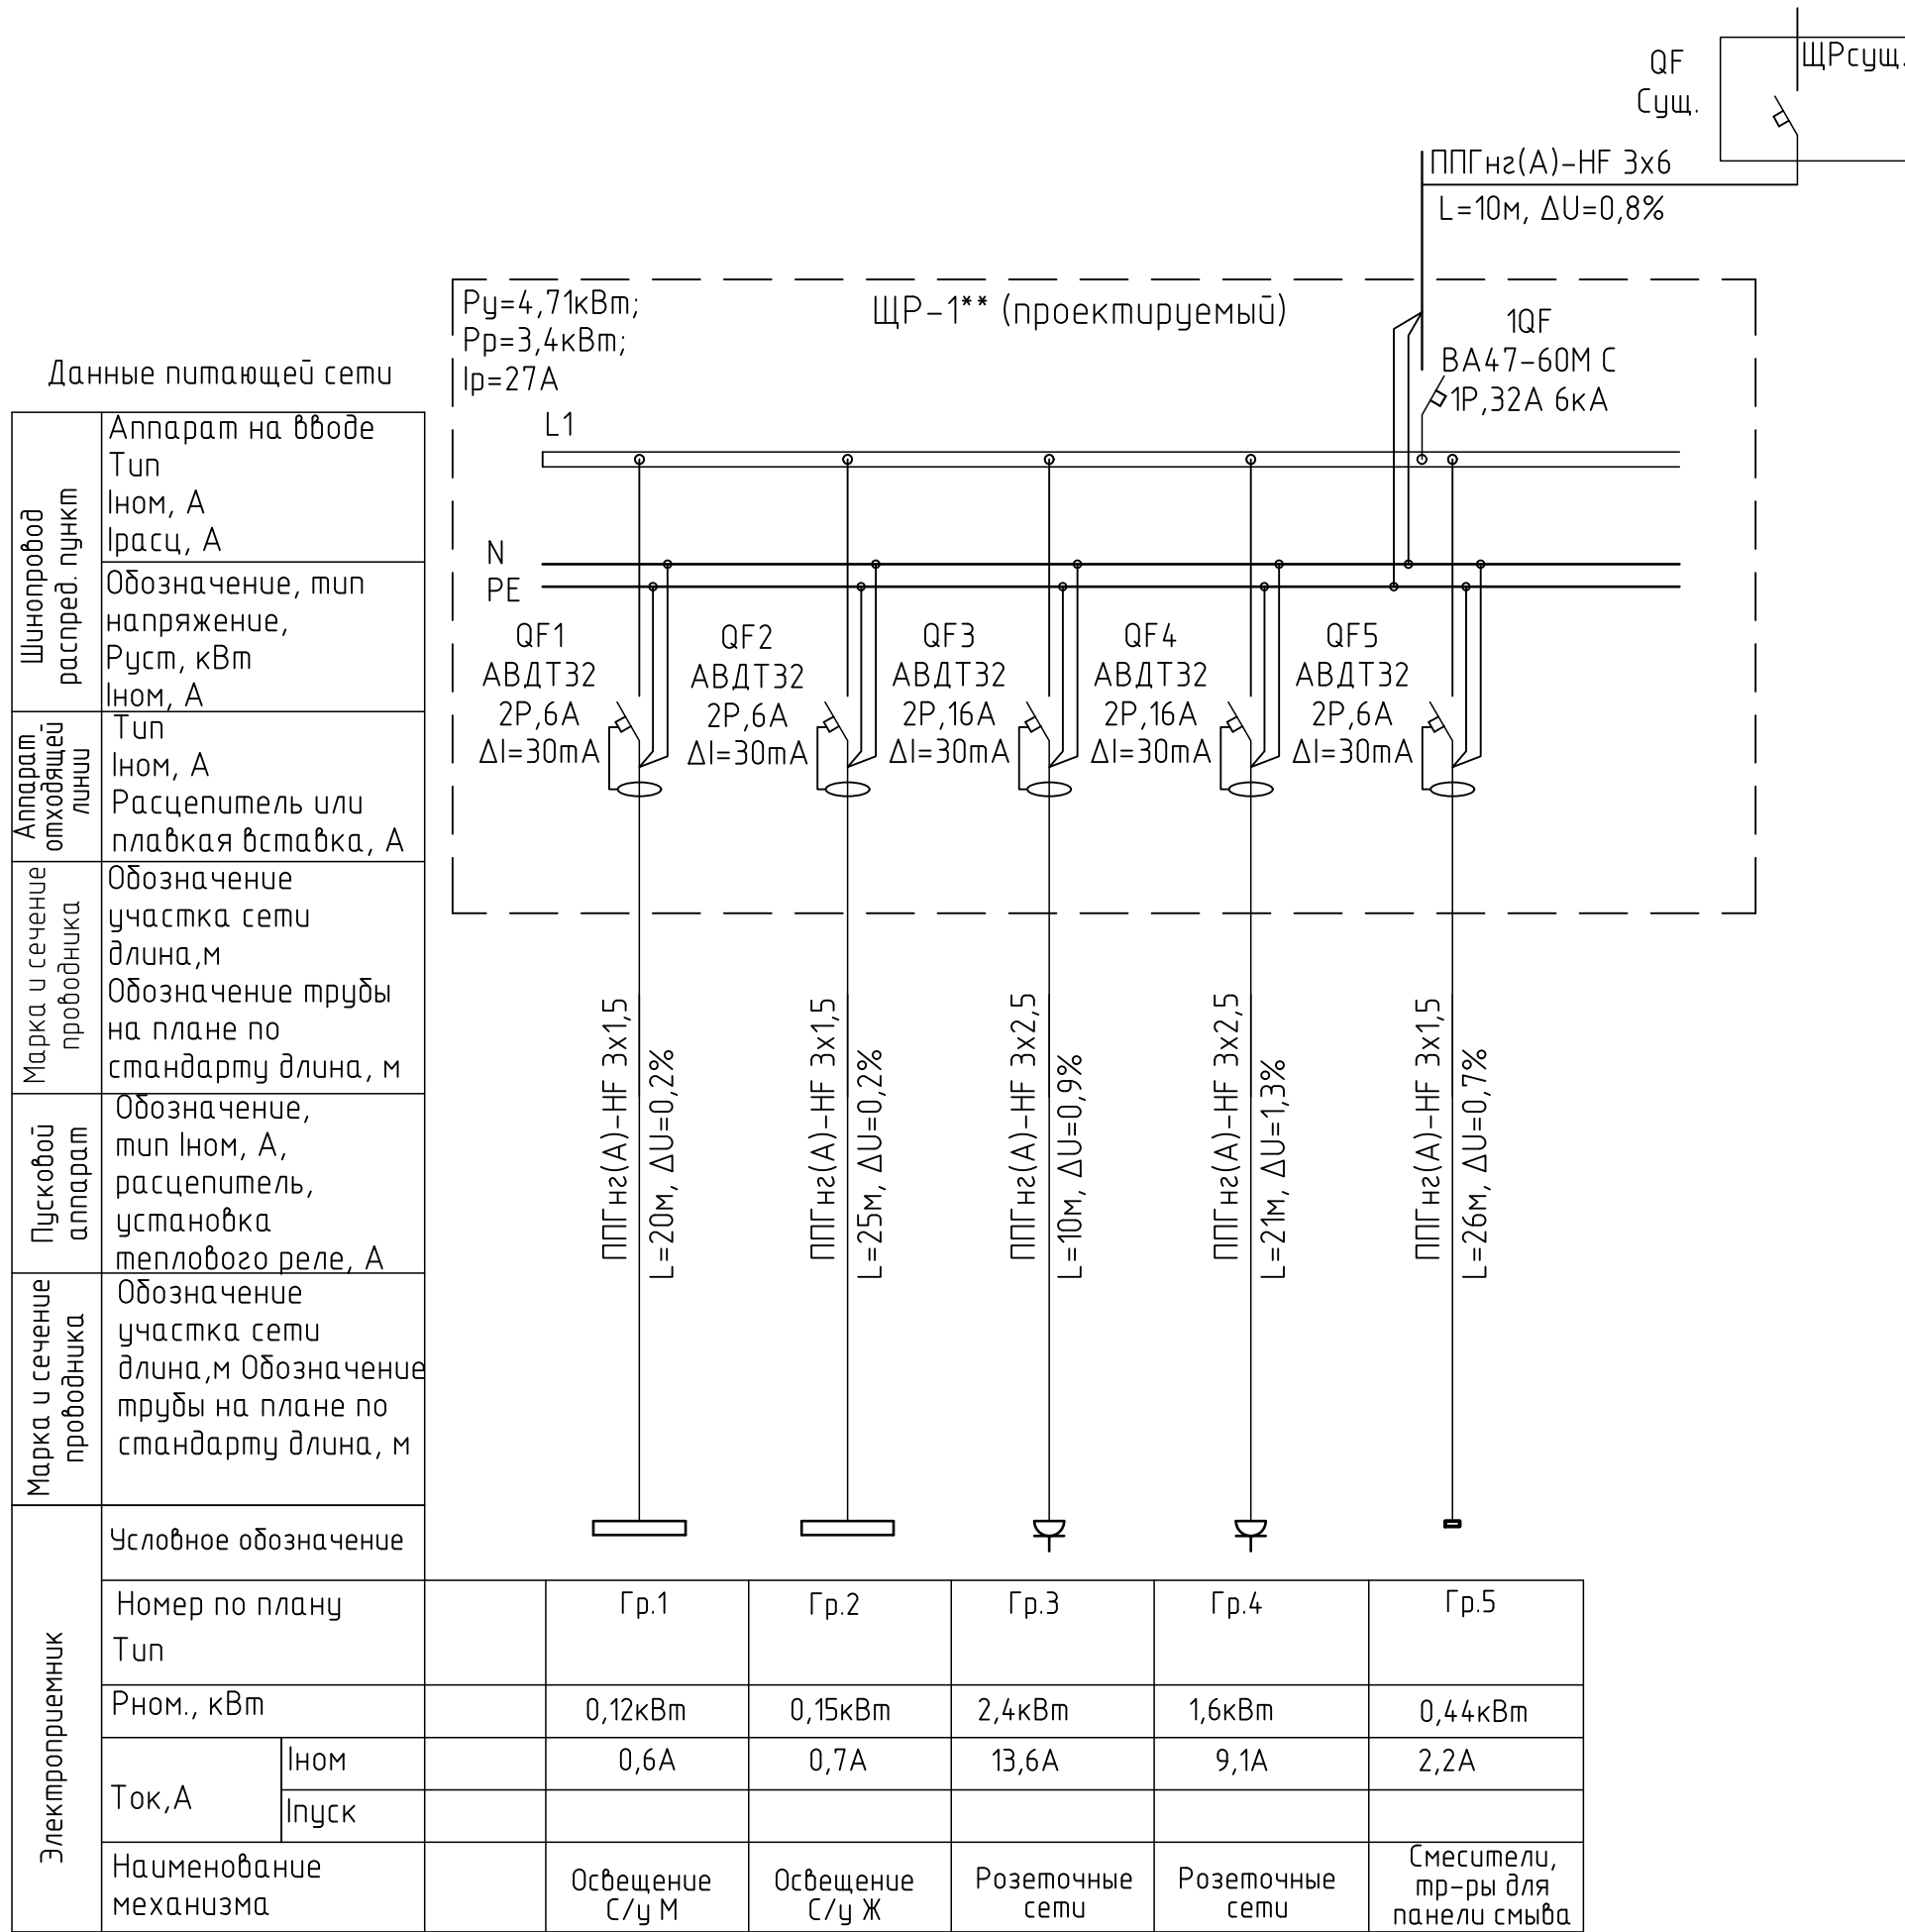 QF
Сущ.
ЩРсущ.
ППГнг(А)-HF 3х6
L=10м, ΔU=0,8%
Ру=4,71кВт;
Рр=3,4кВт;
Iр=27А
ЩР-1** (проектируемый)
1QF
ВА47-60М С
1Р,32А 6кА
L1
N
PE
QF1
АВДТ32
2Р,6А
ΔI=30mA
QF2
АВДТ32
2Р,6А
ΔI=30mA
QF3
АВДТ32
2Р,16А
ΔI=30mA
QF4
АВДТ32
2Р,16А
ΔI=30mA
QF5
АВДТ32
2Р,6А
ΔI=30mA
ППГнг(А)-HF 3х1,5
L=20м, ΔU=0,2%
ППГнг(А)-HF 3х1,5
L=25м, ΔU=0,2%
ППГнг(А)-HF 3х2,5
L=10м, ΔU=0,9%
ППГнг(А)-HF 3х2,5
L=21м, ΔU=1,3%
ППГнг(А)-HF 3х1,5
L=26м, ΔU=0,7%
Данные питающей сети
Шинопровод
распред. пункт
Аппарат на вводе
Тип
Iном, А
Iрасц, А
Обозначение, тип
напряжение,
Руст, кВт
Iном, А
Аппарат
отходящей
линии
Тип
Iном, А
Расцепитель или
плавкая вставка, А
Марка и сечение
проводника
Обозначение
участка сети
длина,м
Обозначение трубы
на плане по
стандарту длина, м
Пусковой
аппарат
Обозначение,
тип Iном, А,
расцепитель,
установка
теплового реле, А
Марка и сечение
проводника
Обозначение
участка сети
длина,м Обозначение
трубы на плане по
стандарту длина, м
Электроприемник
Условное обозначение
Номер по плану
Тип
Гр.1
Гр.2
Гр.3
Гр.4
Гр.5
Рном., кВт
0,12кВт
0,15кВт
2,4кВт
1,6кВт
0,44кВт
Ток,А
Iном
0,6А
0,7А
13,6А
9,1А
2,2А
Iпуск
Наименование
механизма
Освещение
С/у М
Освещение
С/у Ж
Розеточные
сети
Розеточные
сети
Смесители,
тр-ры для
панели смыва